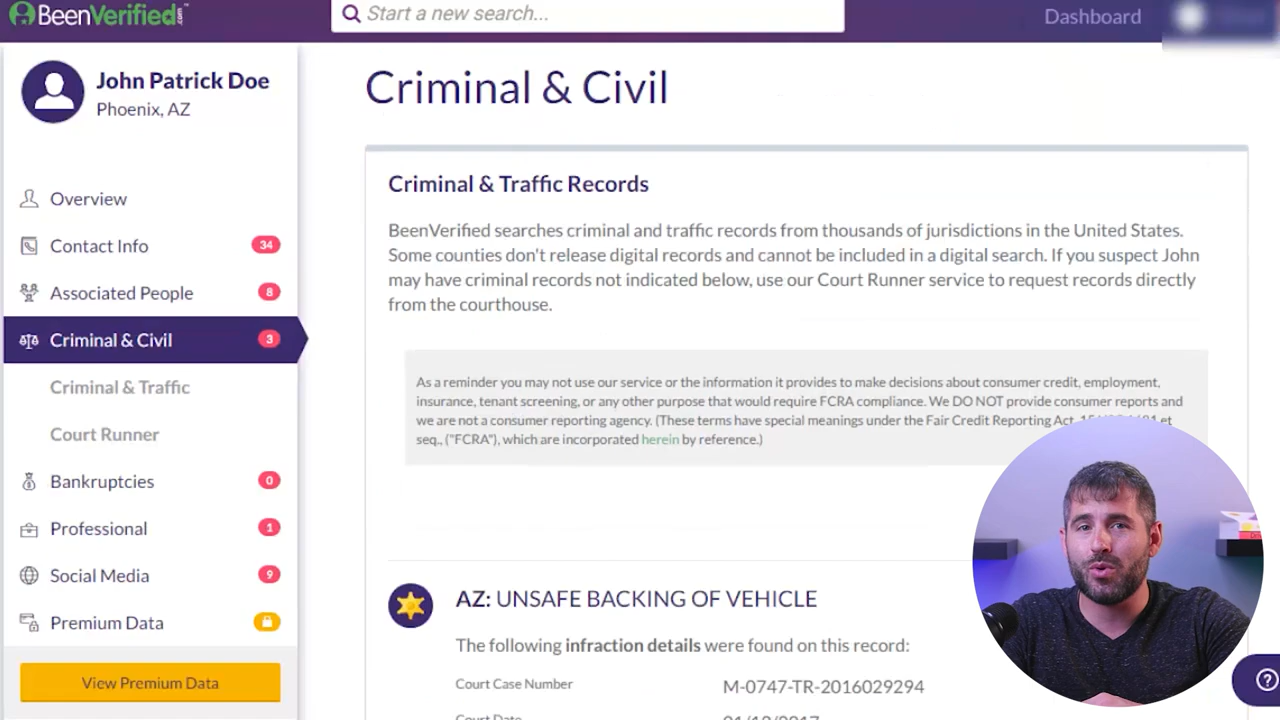 BeenVerified.com™
Start a new search...
Dashboard
John Patrick Doe
Phoenix, AZ
Overview
Contact Info 34
Associated People 8
Criminal & Civil 3
Criminal & Traffic
Court Runner
Bankruptcies 0
Professional 1
Social Media 9
Premium Data
View Premium Data
Criminal & Civil
Criminal & Traffic Records
BeenVerified searches criminal and traffic records from thousands of jurisdictions in the United States.
Some counties don't release digital records and cannot be included in a digital search. If you suspect John
may have criminal records not indicated below, use our Court Runner service to request records directly
from the courthouse.
As a reminder you may not use our service or the information it provides to make decisions about consumer credit, employment,
insurance, tenant screening, or any other purpose that would require FCRA compliance. We DO NOT provide consumer reports and
we are not a consumer reporting agency. (These terms have special meanings under the Fair Credit Reporting Act, et
seq., ("FCRA"), which are incorporated herein by reference.)
AZ: UNSAFE BACKING OF VEHICLE
The following infraction details were found on this record:
Court Case Number M-0747-TR-2016029294
Court Date
?